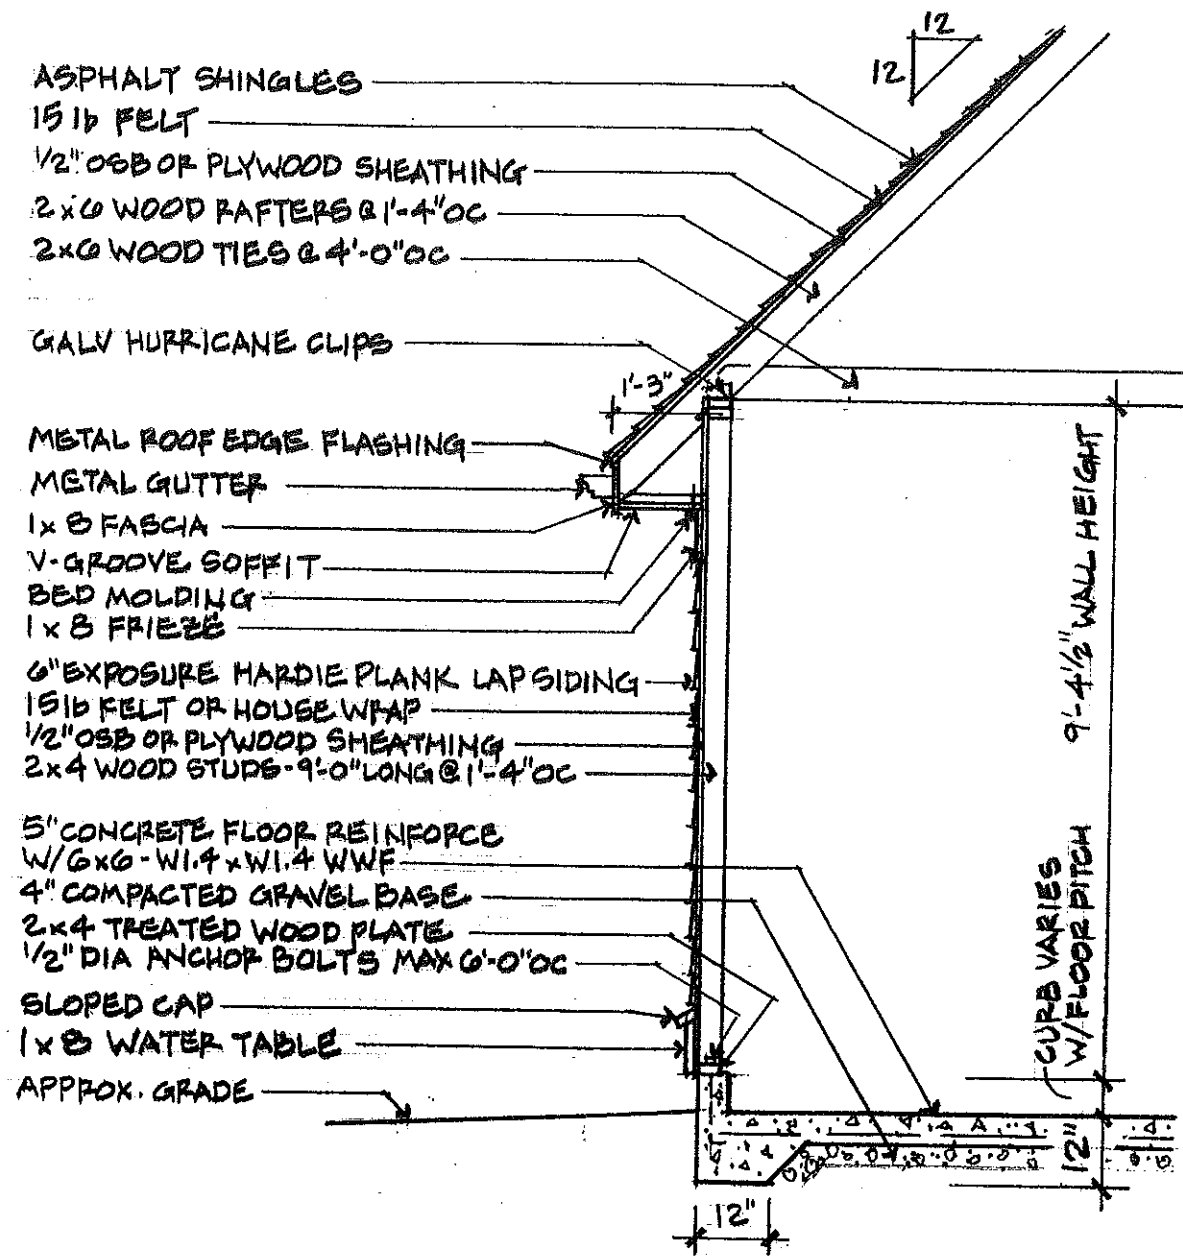 12
12
ASPHALT SHINGLES
15 lb FELT
1/2" OSB OR PLYWOOD SHEATHING
2x6 WOOD RAFTERS @ 1'-4" OC
2x6 WOOD TIES @ 4'-0" OC
GALV HURRICANE CLIPS
1'-3"
METAL ROOF EDGE FLASHING
METAL GUTTER
1x8 FASCIA
V-GROOVE SOFFIT
BED MOLDING
1x8 FRIEZE
6" EXPOSURE HARDIE PLANK LAP SIDING
15 lb FELT OR HOUSE WRAP
1/2" OSB OR PLYWOOD SHEATHING
2x4 WOOD STUDS - 9'-0" LONG @ 1'-4" OC
9'-4 1/2" WALL HEIGHT
5" CONCRETE FLOOR REINFORCE
W/ 6x6 - W1.4 x W1.4 WWF
4" COMPACTED GRAVEL BASE
2x4 TREATED WOOD PLATE
1/2" DIA ANCHOR BOLTS MAX 6'-0" OC
SLOPED CAP
1x8 WATER TABLE
APPROX. GRADE
CURB VARIES
W/ FLOOR PITCH
12"
12"